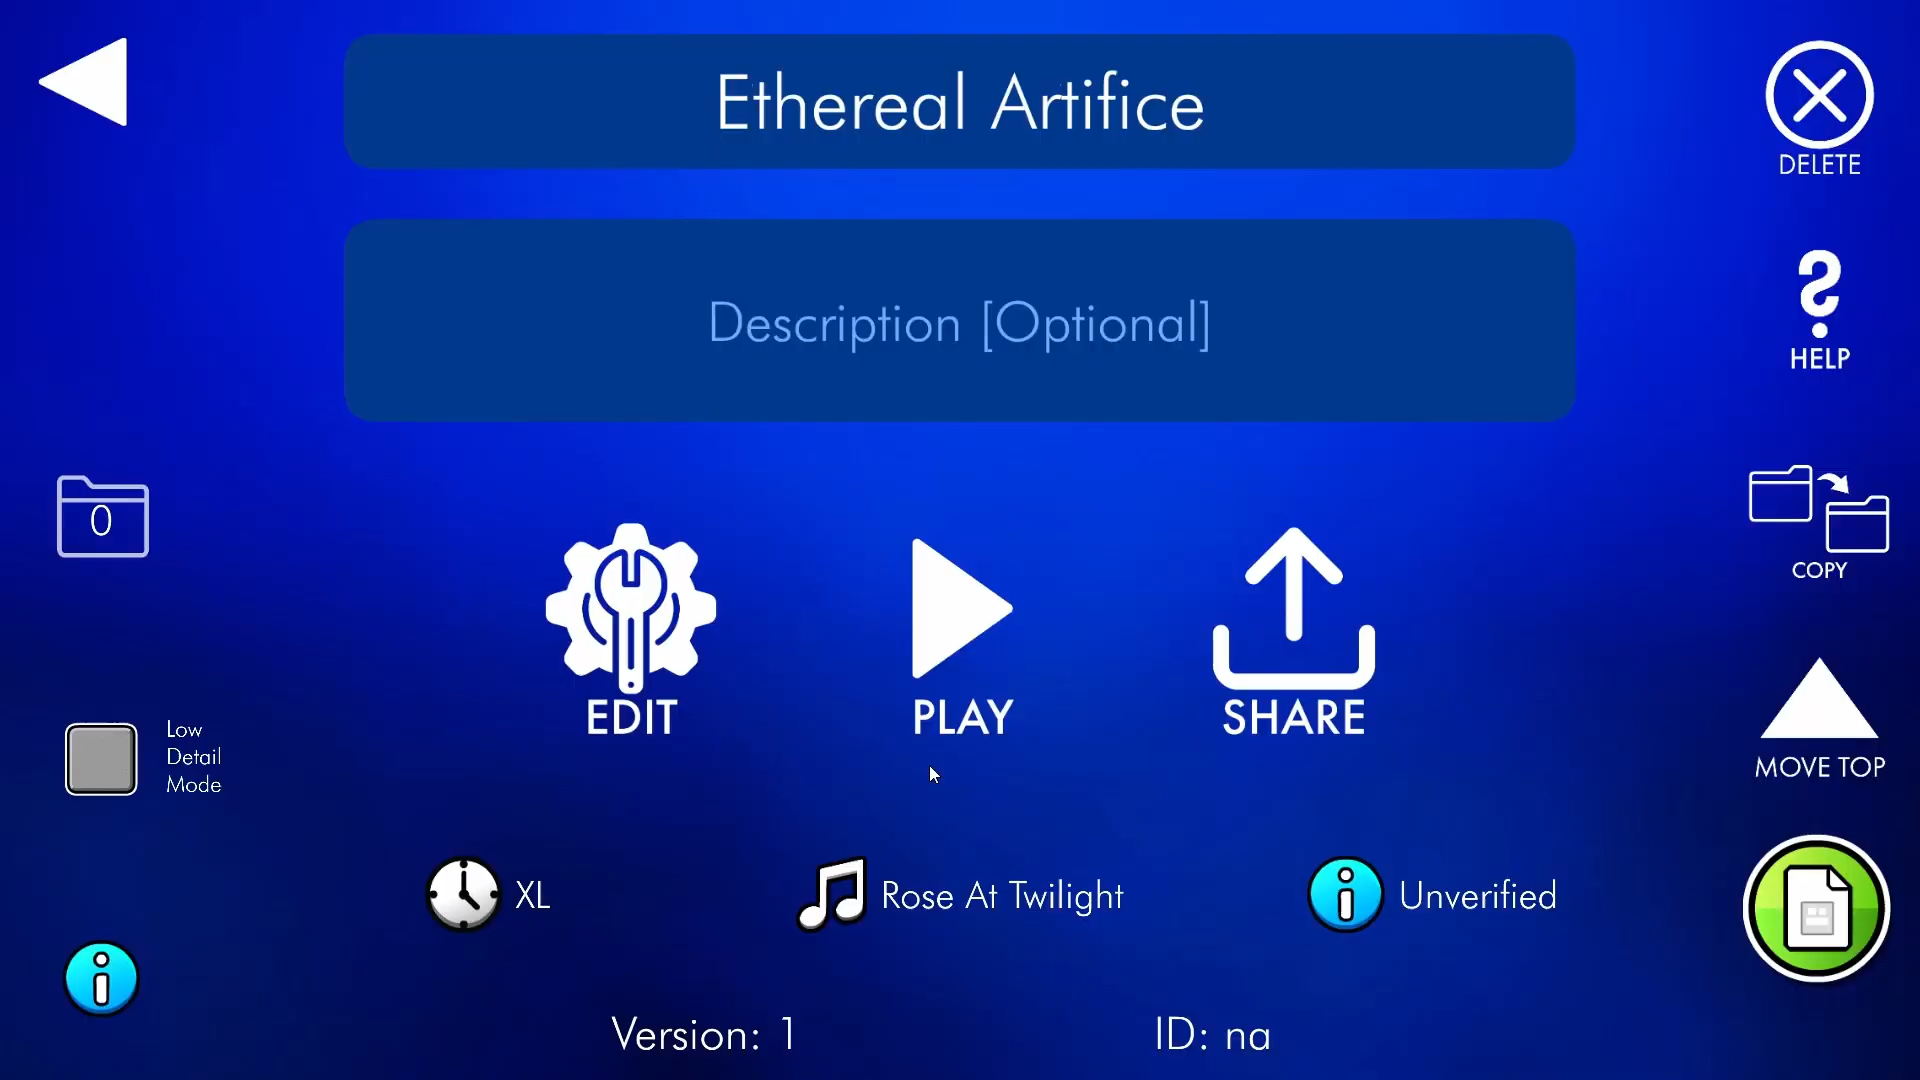 Ethereal Artifice
DELETE
Description [Optional]
HELP
0
COPY
EDIT
PLAY
SHARE
Low
Detail
Mode
MOVE TOP
XL
Rose At Twilight
Unverified
Version: 1
ID: na